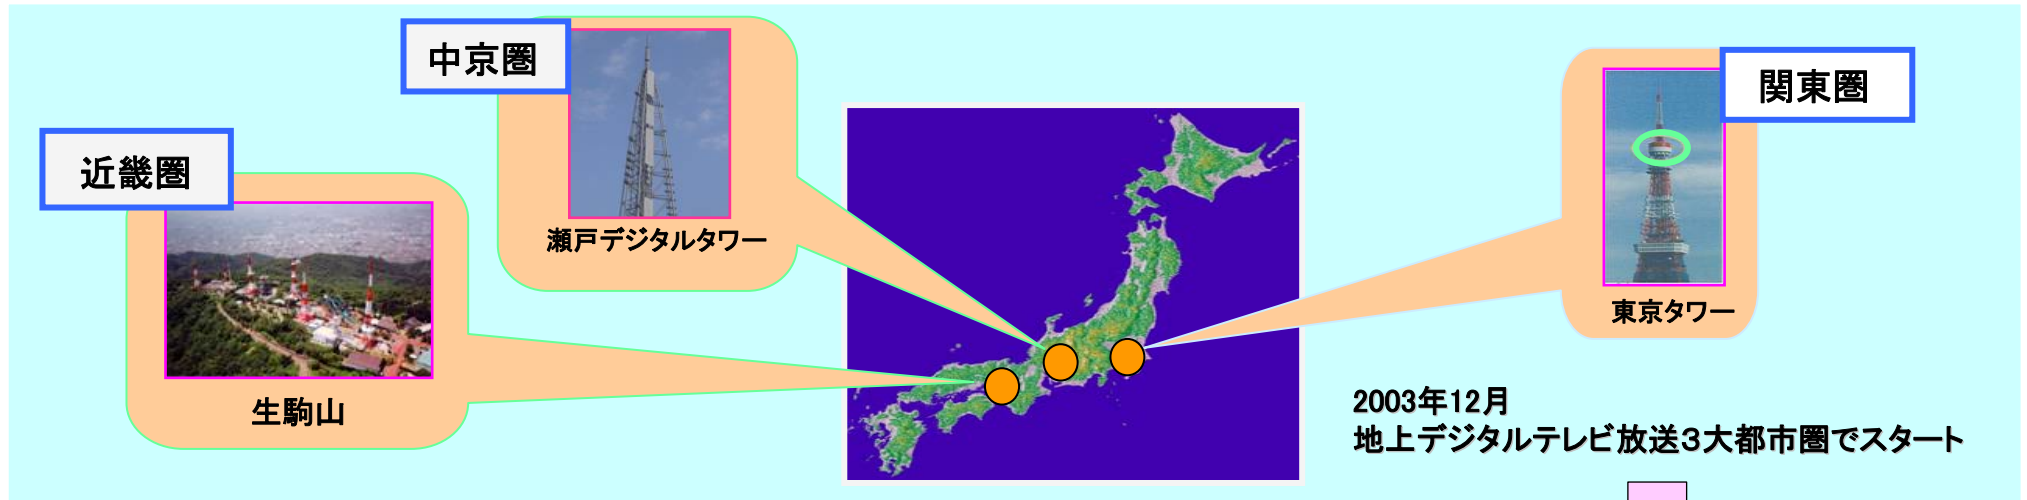 中京圏
関東圏
近畿圏
瀬戸デジタルタワー
東京タワー
生駒山
2003年12月
地上デジタルテレビ放送３大都市圏でスタート